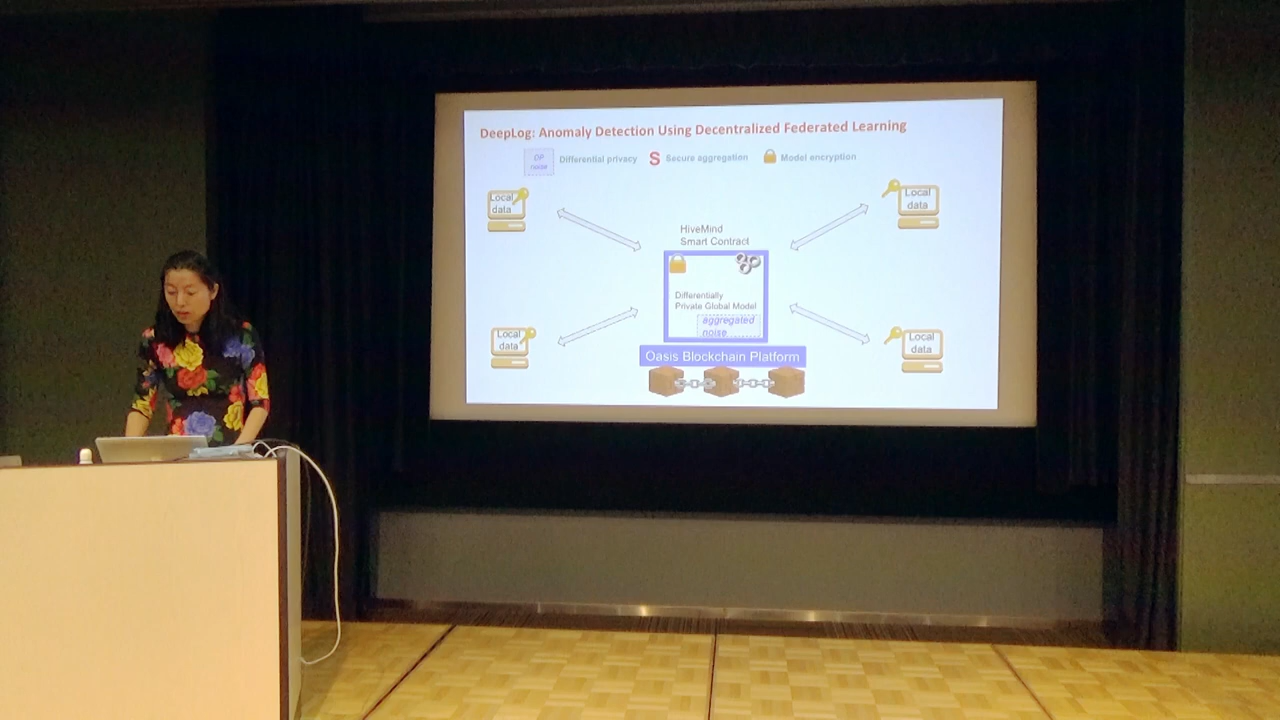 DeepLog: Anomaly Detection Using Decentralized Federated Learning
DP
noise
Differential privacy
S
Secure aggregation
Model encryption
Local
data
Local
data
HiveMind
Smart Contract
Differentially
Private Global Model
aggregated
noise
Local
data
Local
data
Oasis Blockchain Platform